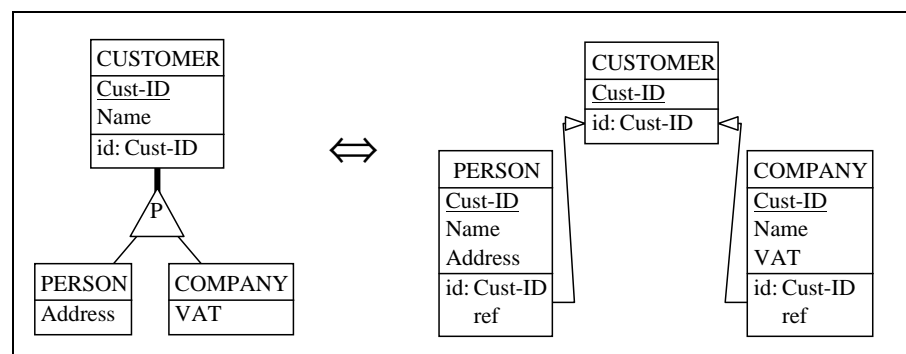 CUSTOMER
Cust-ID
Name
id: Cust-ID
P
PERSON
Address
COMPANY
VAT
⇔
CUSTOMER
Cust-ID
id: Cust-ID
PERSON
Cust-ID
Name
Address
id: Cust-ID
ref
COMPANY
Cust-ID
Name
VAT
id: Cust-ID
ref